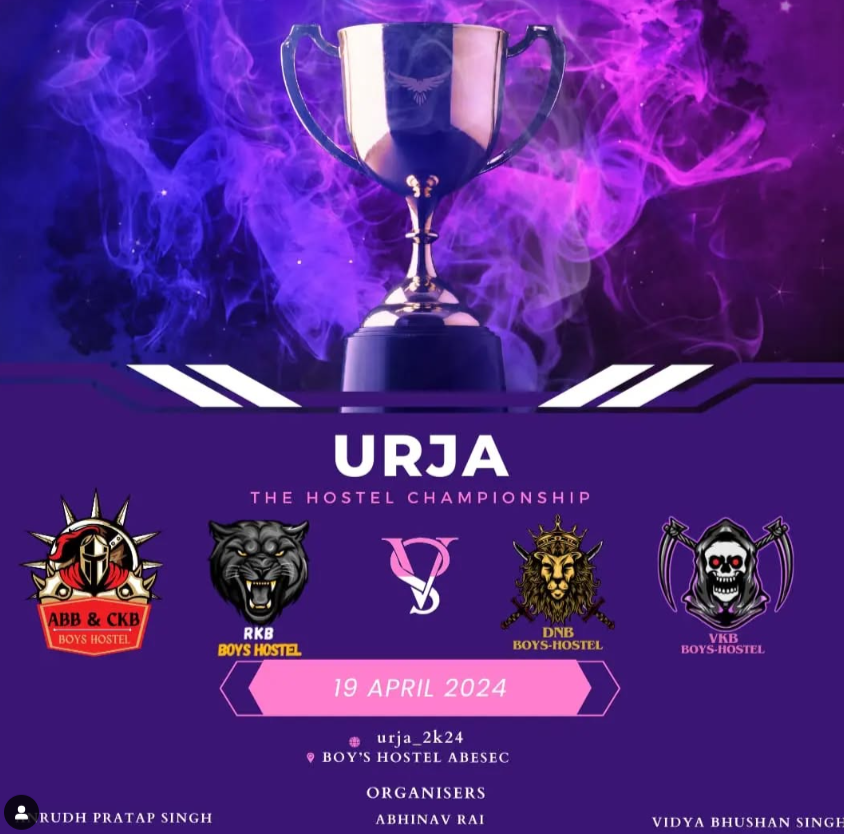 URJA
THE HOSTEL CHAMPIONSHIP
ABB & CKB
BOYS HOSTEL
RKB
BOYS HOSTEL
VS
DNB
BOYS-HOSTEL
VKB
BOYS-HOSTEL
19 APRIL 2024
urja_2k24
BOY'S HOSTEL ABESEC
ORGANISERS
PRATAP SINGH
ABHINAV RAI
VIDYA BHUSHAN SINGH